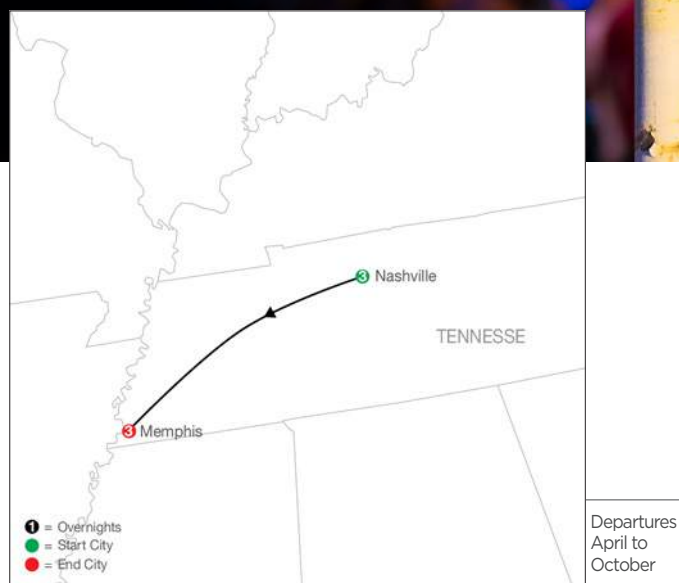 3 Nashville
TENNESSE
3 Memphis
1 = Overnights
= Start City
= End City
Departures
April to
October